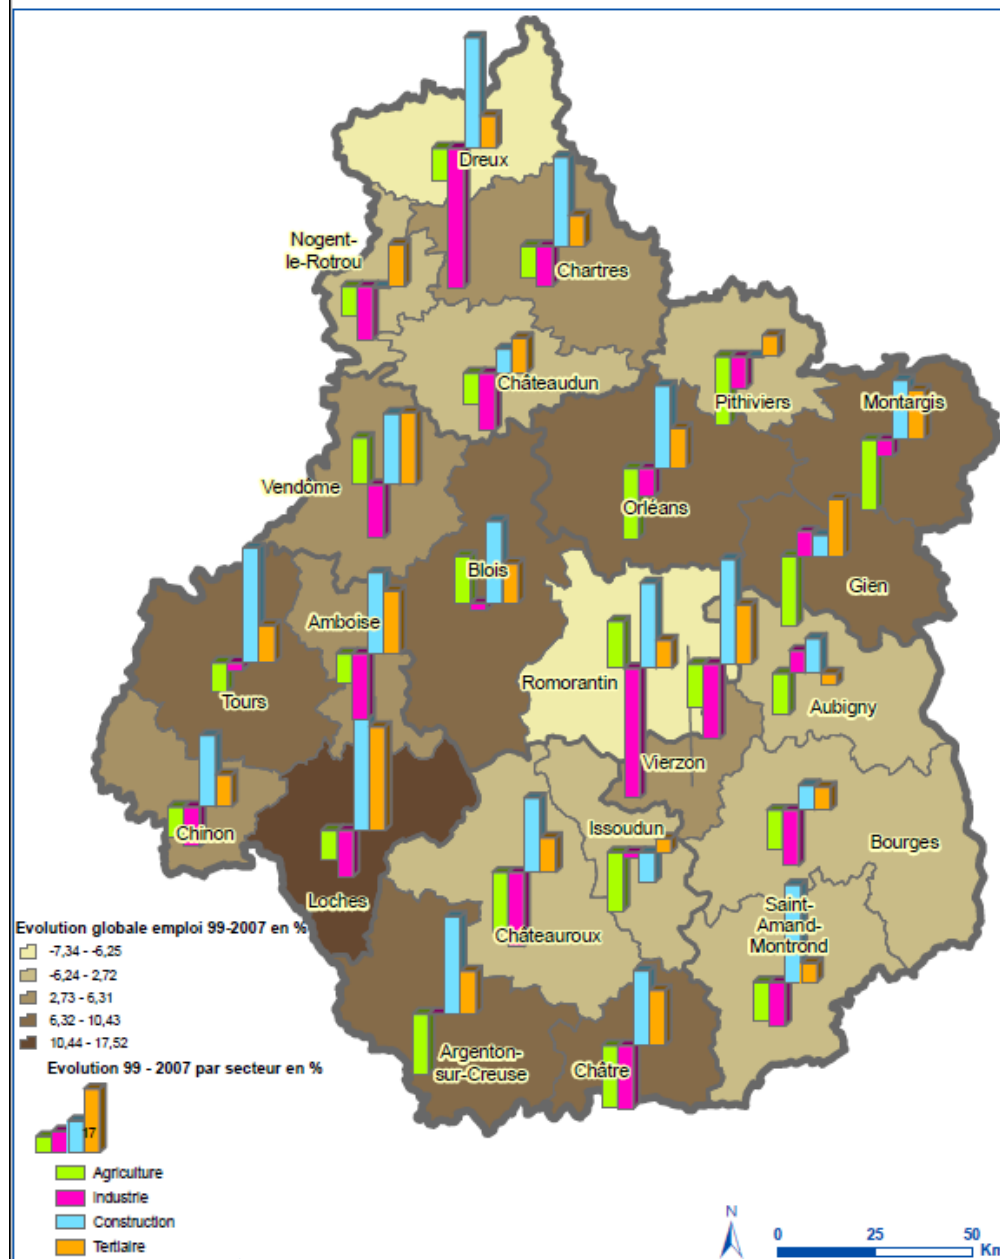 Dreux
Nogent-
le-Rotrou
Chartres
Châteaudun
Pithiviers
Montargis
Vendôme
Orléans
Blois
Gien
Amboise
Romorantin
Tours
Aubigny
Vierzon
Chinon
Issoudun
Bourges
Loches
Châteauroux
Saint-
Amand-
Montrond
Argenton-
sur-Creuse
Châtre
Evolution globale emploi 99-2007 en %
-7,34 - -6,25
-6,24 - 2,72
2,73 - 6,31
6,32 - 10,43
10,44 - 17,52
Evolution 99 - 2007 par secteur en %
17
Agriculture
Industrie
Construction
Tertiaire
N
0 25 50
Km